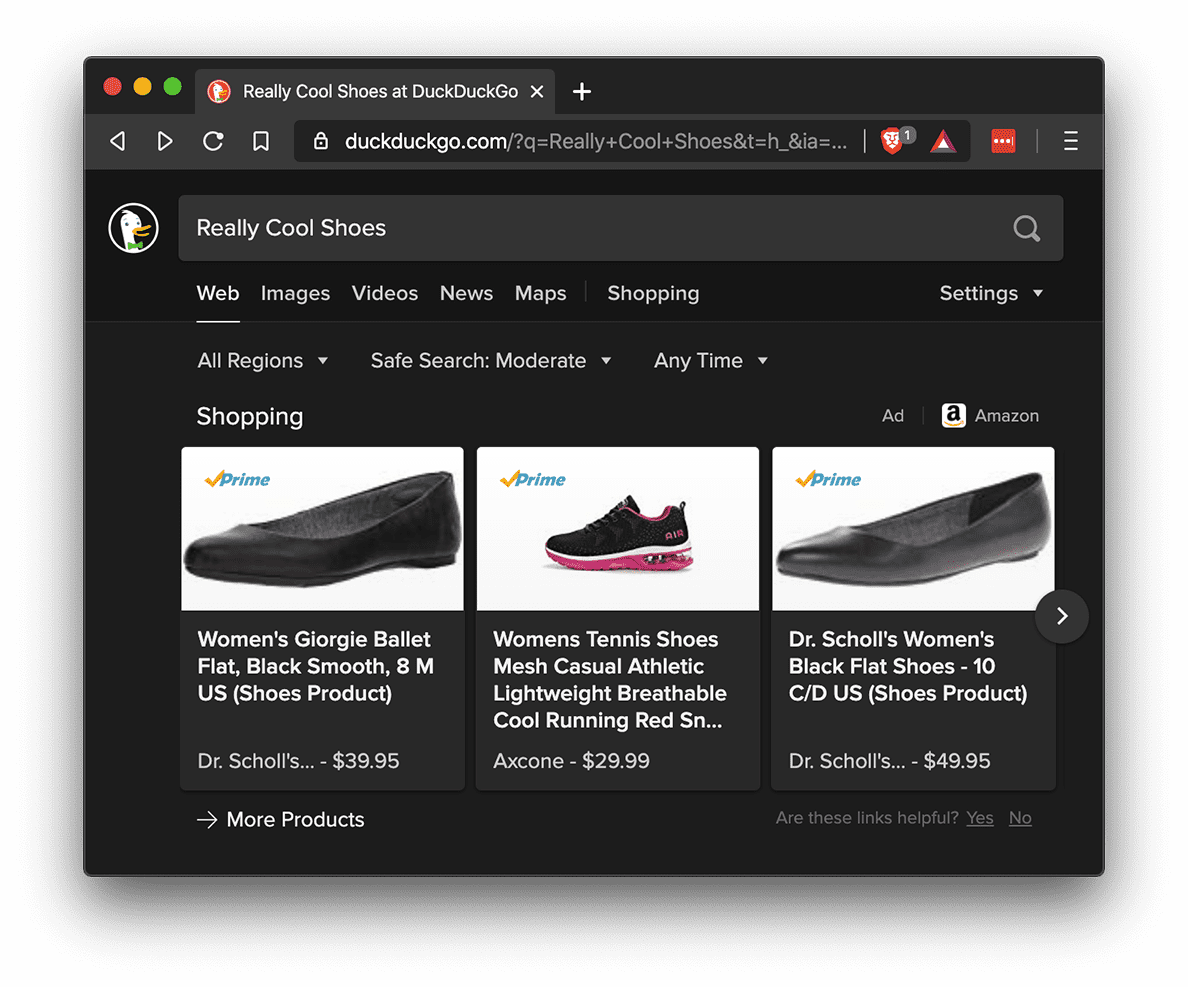 Really Cool Shoes at DuckDuckGo
duckduckgo.com/?q=Really+Cool+Shoes&t=h_&ia=...
1
Really Cool Shoes
Web Images Videos News Maps Shopping Settings
All Regions Safe Search: Moderate Any Time
Shopping Ad a Amazon
Prime
Women's Giorgie Ballet
Flat, Black Smooth, 8 M
US (Shoes Product)
Dr. Scholl's... - $39.95
Prime
AIR
Womens Tennis Shoes
Mesh Casual Athletic
Lightweight Breathable
Cool Running Red Sn...
Axcone - $29.99
Prime
Dr. Scholl's Women's
Black Flat Shoes - 10
C/D US (Shoes Product)
Dr. Scholl's... - $49.95
More Products Are these links helpful? Yes No